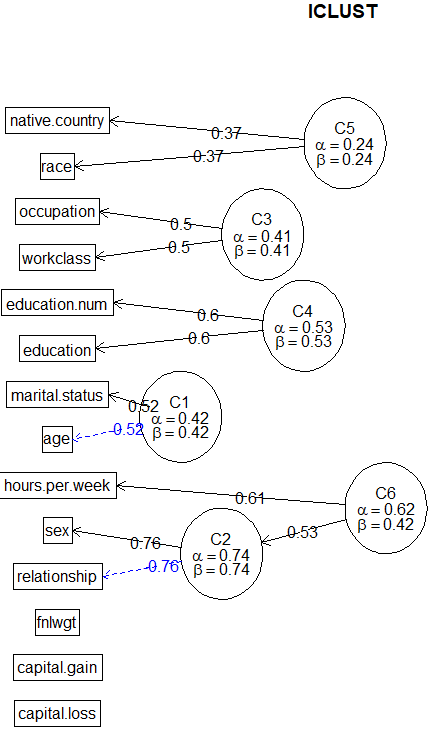 ICLUST
native.country
race
0.37
0.37
C5
α = 0.24
β = 0.24
occupation
workclass
0.5
0.5
C3
α = 0.41
β = 0.41
education.num
education
0.6
0.6
C4
α = 0.53
β = 0.53
marital.status
age
0.52
-0.52
C1
α = 0.42
β = 0.42
hours.per.week
0.61
C6
α = 0.62
β = 0.42
0.53
sex
relationship
0.76
-0.76
C2
α = 0.74
β = 0.74
fnlwgt
capital.gain
capital.loss